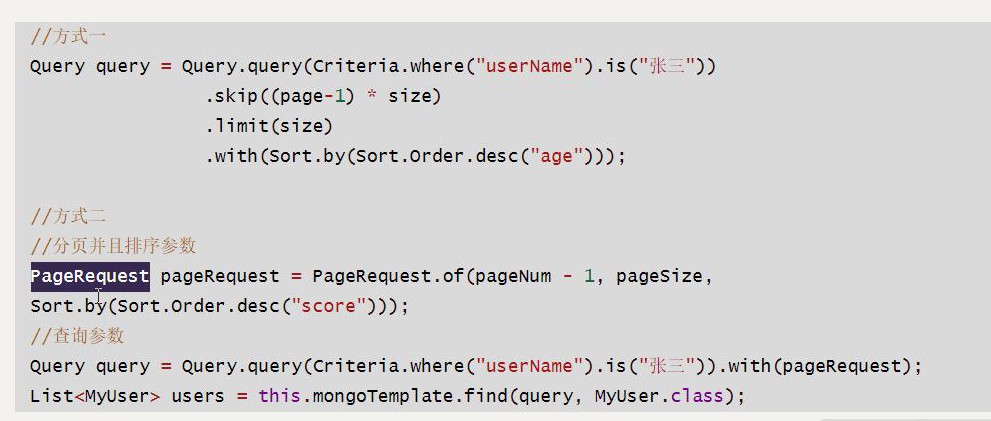 //方式一
Query query = Query.query(Criteria.where("userName").is("张三"))
.skip((page-1) * size)
.limit(size)
.with(Sort.by(Sort.Order.desc("age")));
//方式二
//分页并且排序参数
PageRequest pageRequest = PageRequest.of(pageNum - 1, pageSize,
Sort.by(Sort.Order.desc("score")));
//查询参数
Query query = Query.query(Criteria.where("userName").is("张三")).with(pageRequest);
List<MyUser> users = this.mongoTemplate.find(query, MyUser.class);